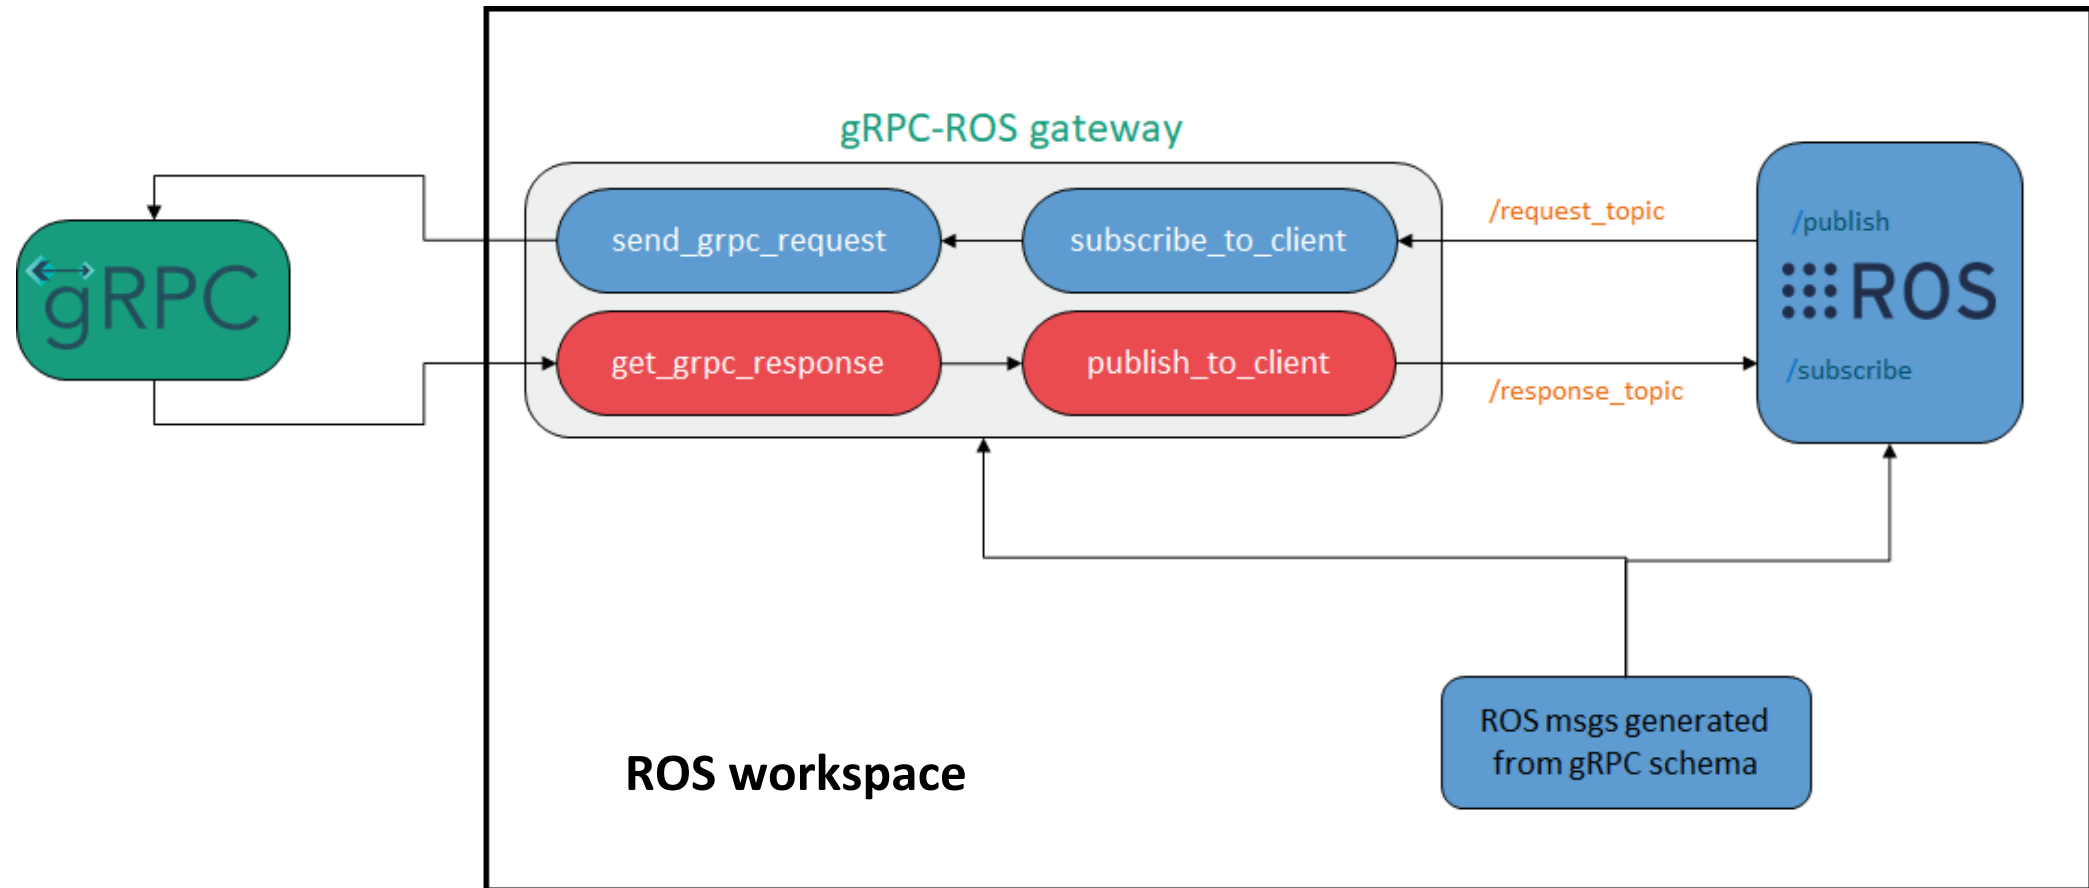 gRPC-ROS gateway
send_grpc_request
subscribe_to_client
/request_topic
/publish
gRPC
ROS
get_grpc_response
publish_to_client
/response_topic
/subscribe
ROS msgs generated
from gRPC schema
ROS workspace